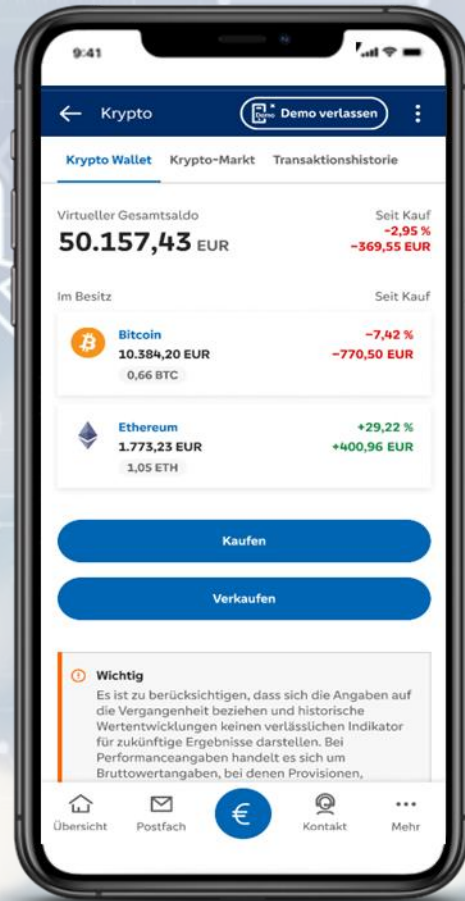 9:41
Krypto
Demo
Demo verlassen
Krypto Wallet Krypto-Markt Transaktionshistorie
Virtueller Gesamtsaldo Seit Kauf
50.157,43 EUR −2,95 %
−369,55 EUR
Im Besitz Seit Kauf
Bitcoin −7,42 %
10.384,20 EUR −770,50 EUR
0,66 BTC
Ethereum +29,22 %
1.773,23 EUR +400,96 EUR
1,05 ETH
Kaufen
Verkaufen
Wichtig
Es ist zu berücksichtigen, dass sich die Angaben auf
die Vergangenheit beziehen und historische
Wertentwicklungen keinen verlässlichen Indikator
für zukünftige Ergebnisse darstellen. Bei
Performanceangaben handelt es sich um
Bruttowertangaben, bei denen Provisionen,
€
Übersicht Postfach Kontakt Mehr